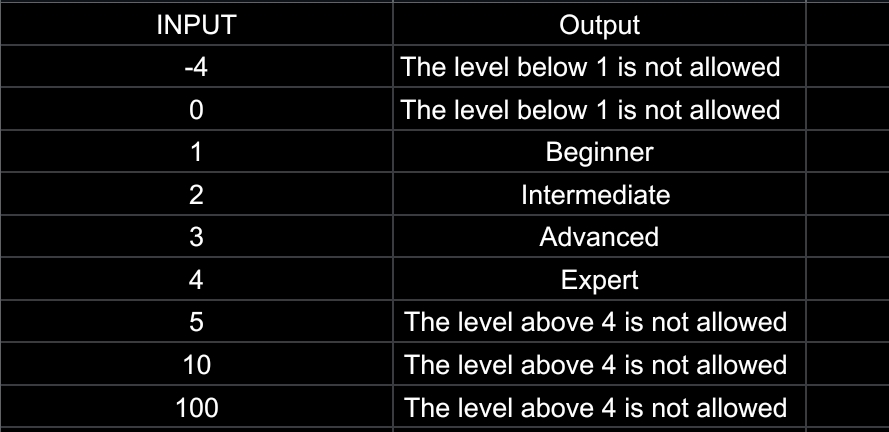 INPUT Output
-4 The level below 1 is not allowed
0 The level below 1 is not allowed
1 Beginner
2 Intermediate
3 Advanced
4 Expert
5 The level above 4 is not allowed
10 The level above 4 is not allowed
100 The level above 4 is not allowed